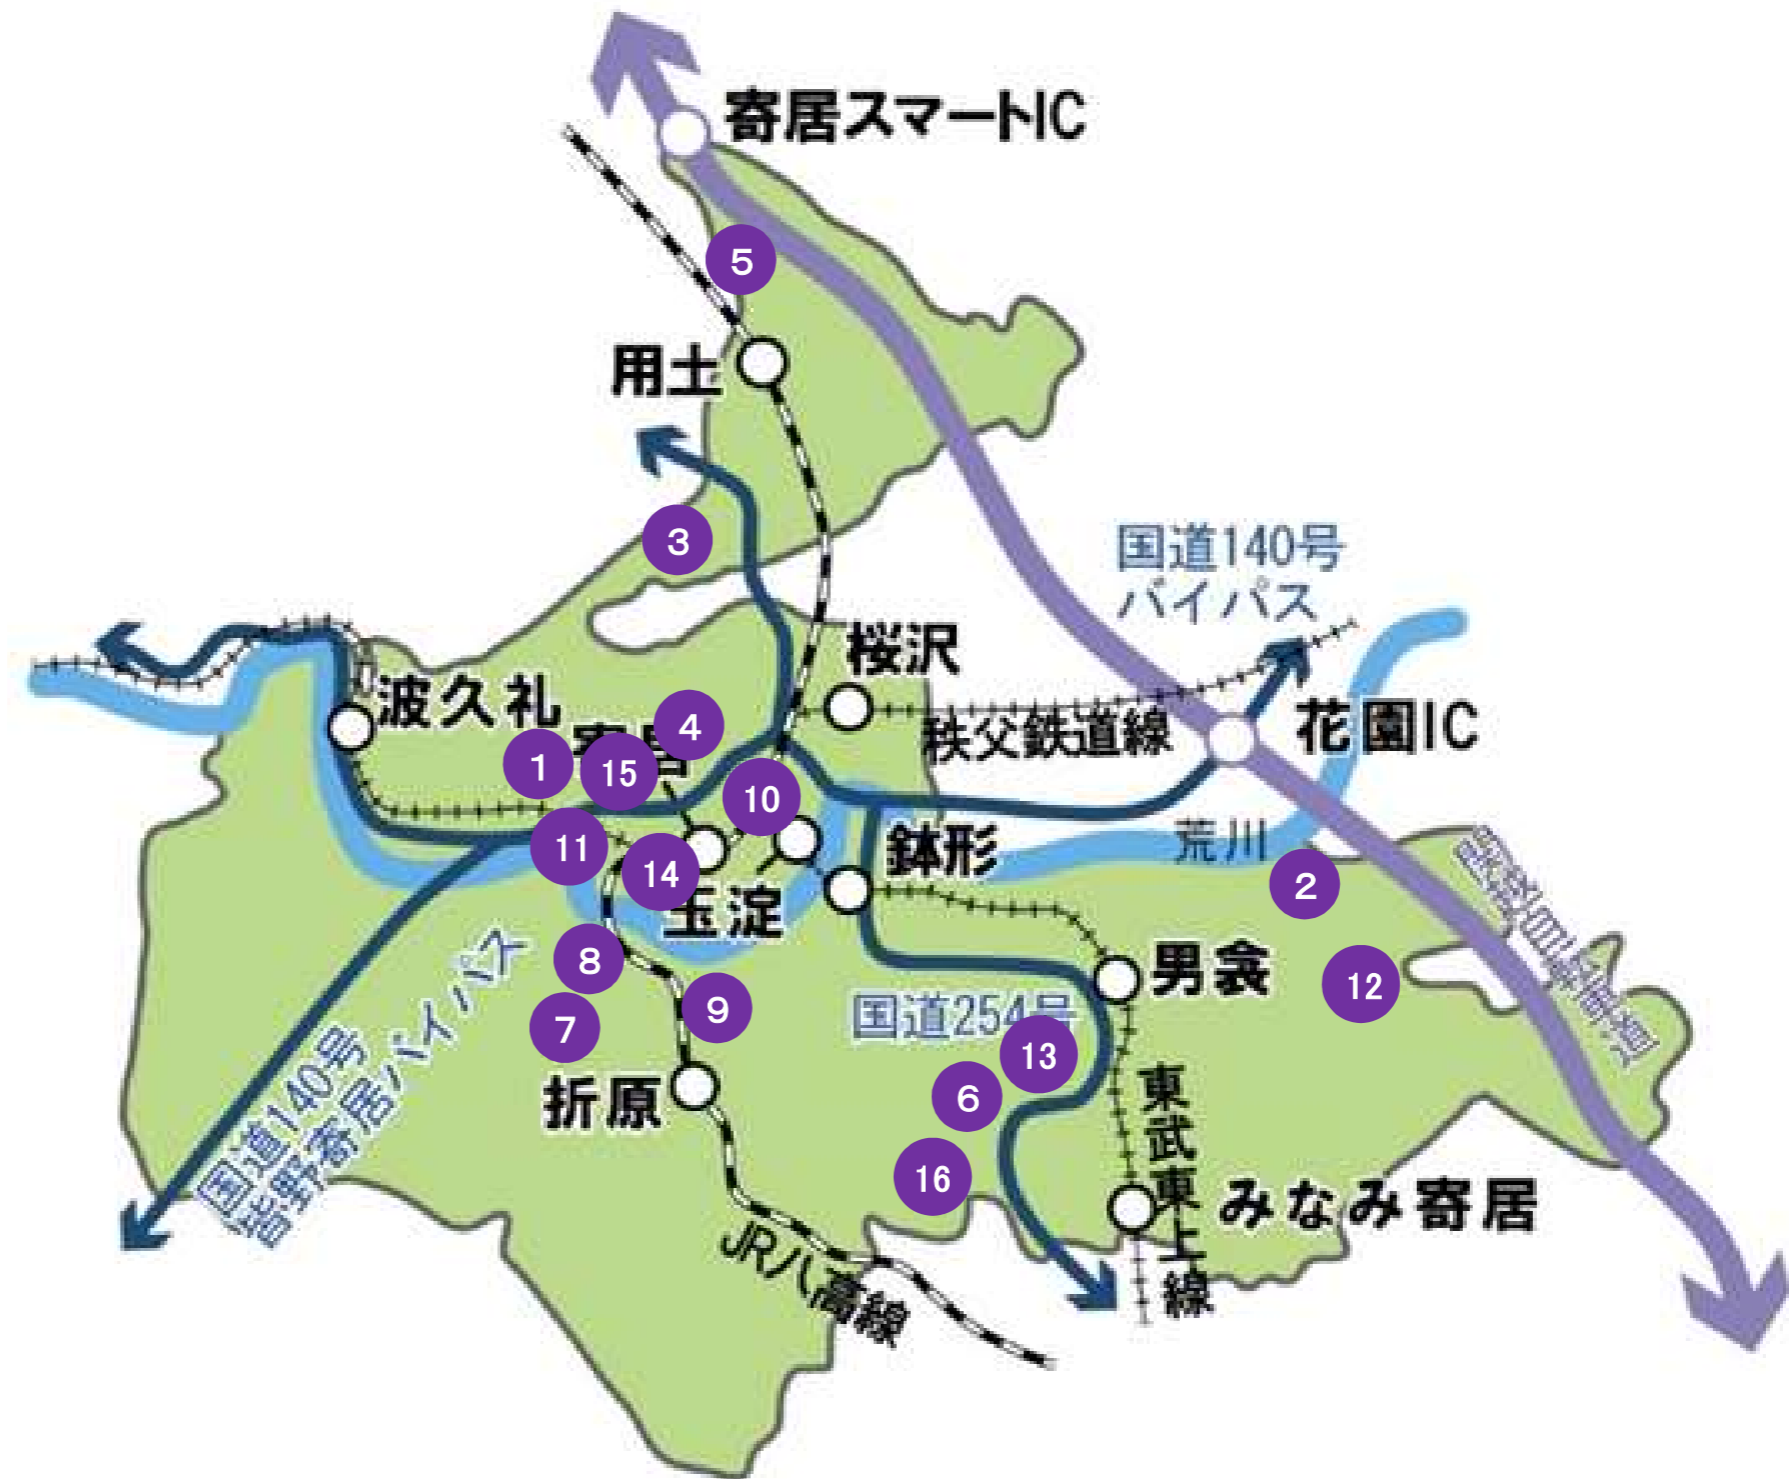 寄居スマートIC
5
用土
3
国道140号
バイパス
桜沢
波久礼
4
寄居
1
15
秩父鉄道線
花園IC
10
11
14
鉢形
荒川
2
玉淀
8
男衾
12
9
7
国道254号
13
折原
6
国道140号
皆野寄居バイパス
東武東上線
16
みなみ寄居
JR八高線